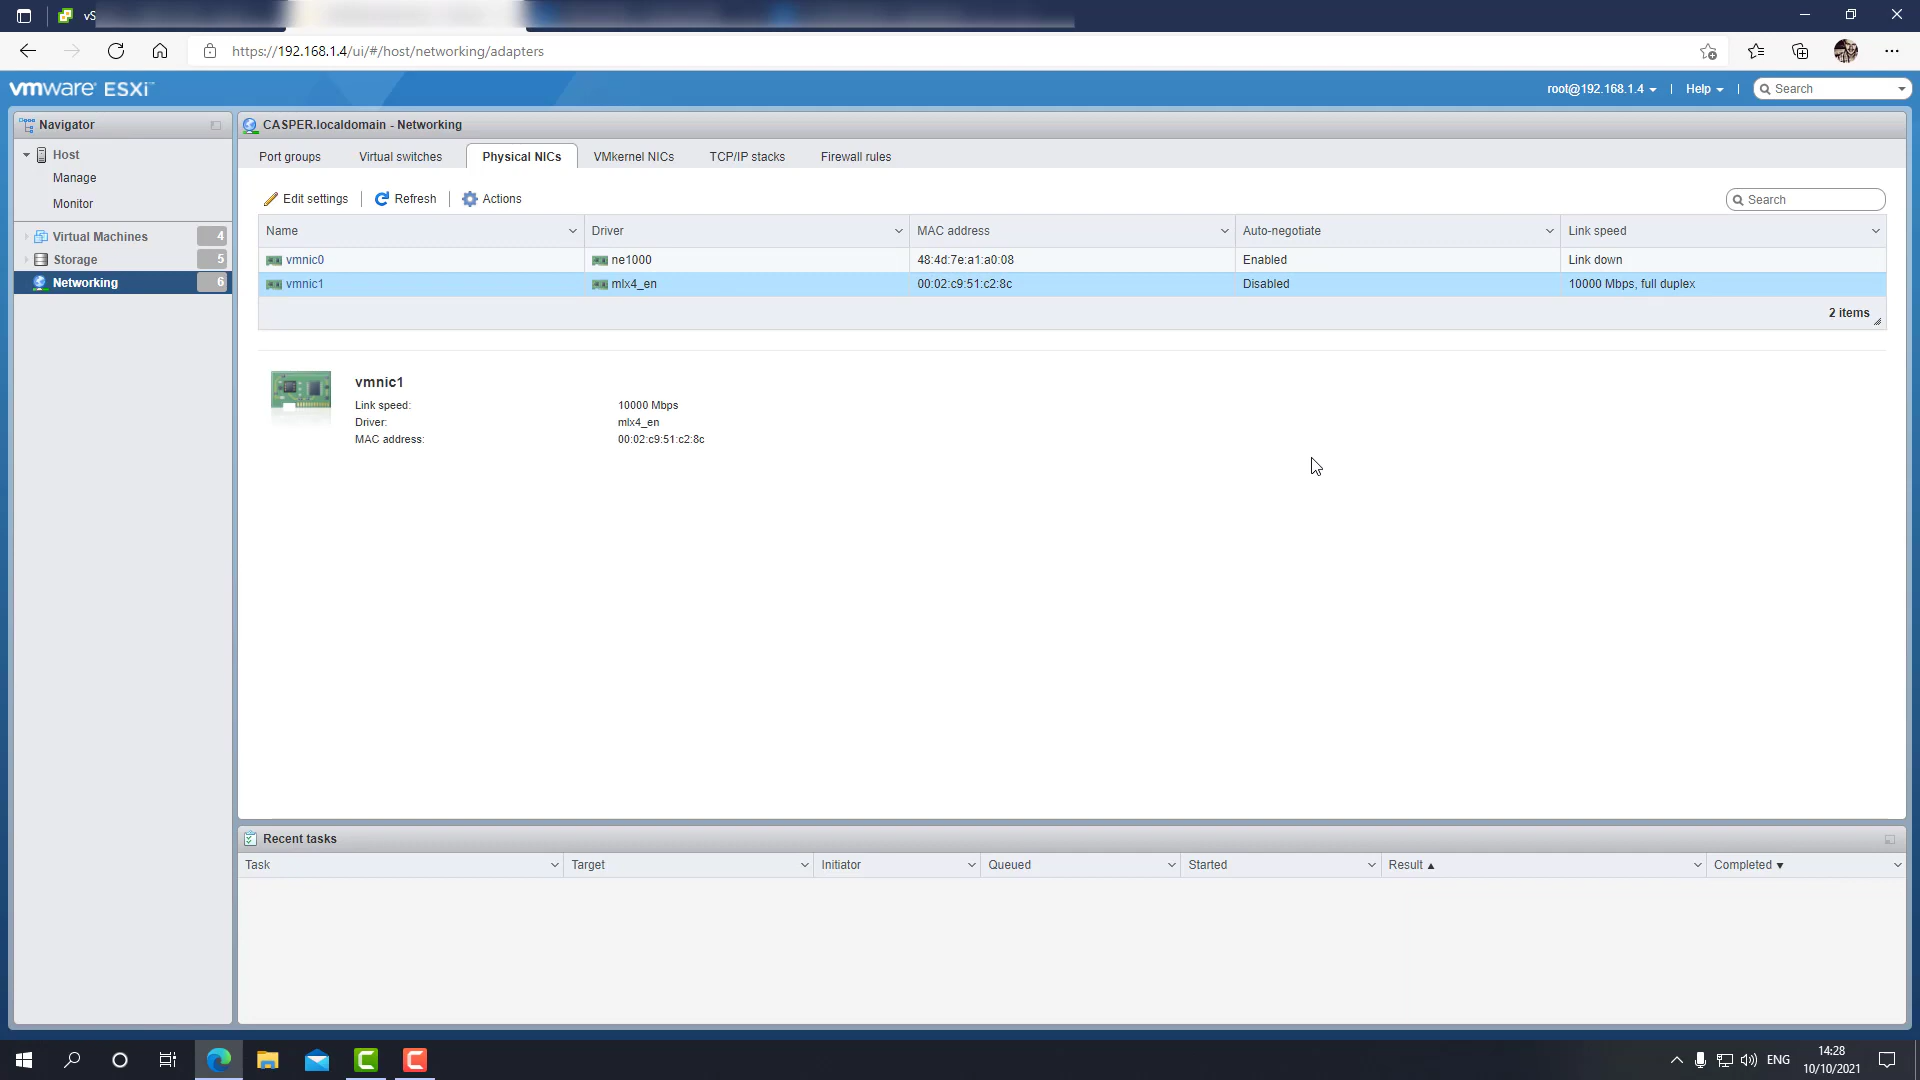 vS
https://192.168.1.4/ui/#/host/networking/adapters
vmware ESXi™
root@192.168.1.4 | Help | Search
Navigator
Host
Manage
Monitor
Virtual Machines 4
Storage 5
Networking 6
CASPER.localdomain - Networking
Port groups Virtual switches Physical NICs VMkernel NICs TCP/IP stacks Firewall rules
Edit settings | Refresh | Actions Search
Name Driver MAC address Auto-negotiate Link speed
vmnic0 ne1000 48:4d:7e:a1:a0:08 Enabled Link down
vmnic1 mlx4_en 00:02:c9:51:c2:8c Disabled 10000 Mbps, full duplex
2 items
vmnic1
Link speed: 10000 Mbps
Driver: mlx4_en
MAC address: 00:02:c9:51:c2:8c
Recent tasks
Task Target Initiator Queued Started Result ▲ Completed ▼
ENG
14:28
10/10/2021